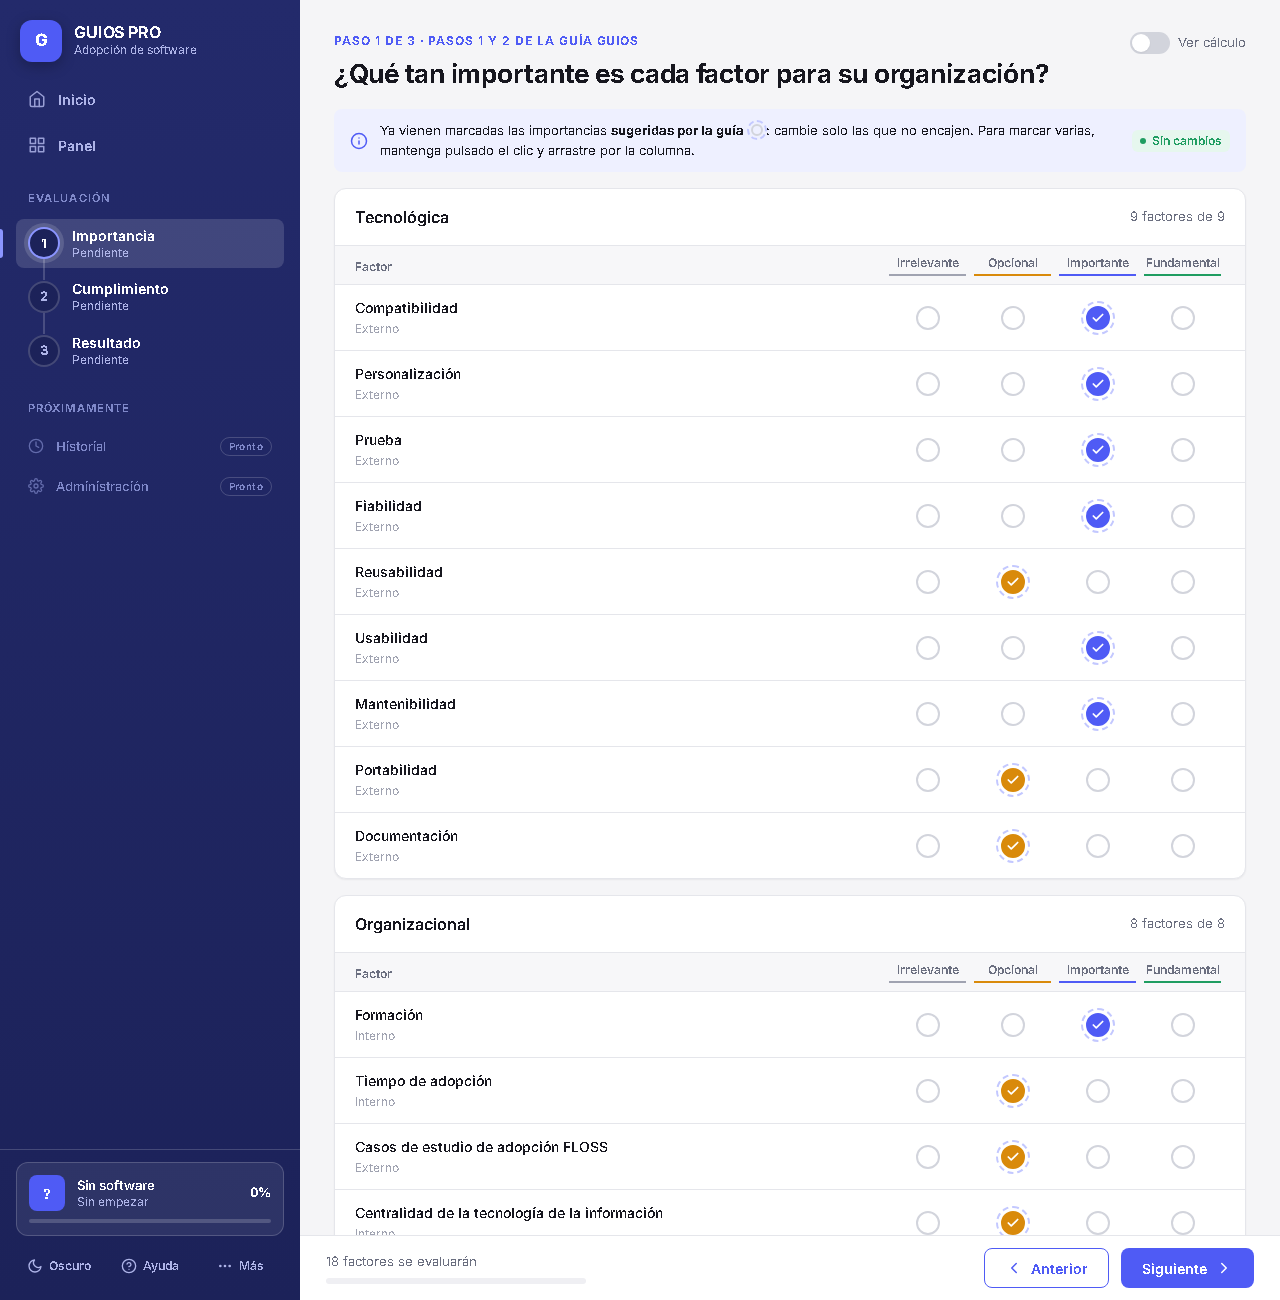 G
GUIOS PRO
Adopción de software
Inicio
Panel
EVALUACIÓN
1
Importancia
Pendiente
2
Cumplimiento
Pendiente
3
Resultado
Pendiente
PRÓXIMAMENTE
Historial
Pronto
Administración
Pronto
?
Sin software
Sin empezar
0%
Oscuro
Ayuda
Más
PASO 1 DE 3 · PASOS 1 Y 2 DE LA GUÍA GUIOS
¿Qué tan importante es cada factor para su organización?
Ver cálculo
Ya vienen marcadas las importancias sugeridas por la guía : cambie solo las que no encajen. Para marcar varias,
mantenga pulsado el clic y arrastre por la columna.
Sin cambios
Tecnológica
9 factores de 9
Factor
Irrelevante
Opcional
Importante
Fundamental
Compatibilidad
Externo
Personalización
Externo
Prueba
Externo
Fiabilidad
Externo
Reusabilidad
Externo
Usabilidad
Externo
Mantenibilidad
Externo
Portabilidad
Externo
Documentación
Externo
Organizacional
8 factores de 8
Factor
Irrelevante
Opcional
Importante
Fundamental
Formación
Interno
Tiempo de adopción
Interno
Casos de estudio de adopción FLOSS
Externo
Centralidad de la tecnología de la información
Interno
18 factores se evaluarán
Anterior
Siguiente